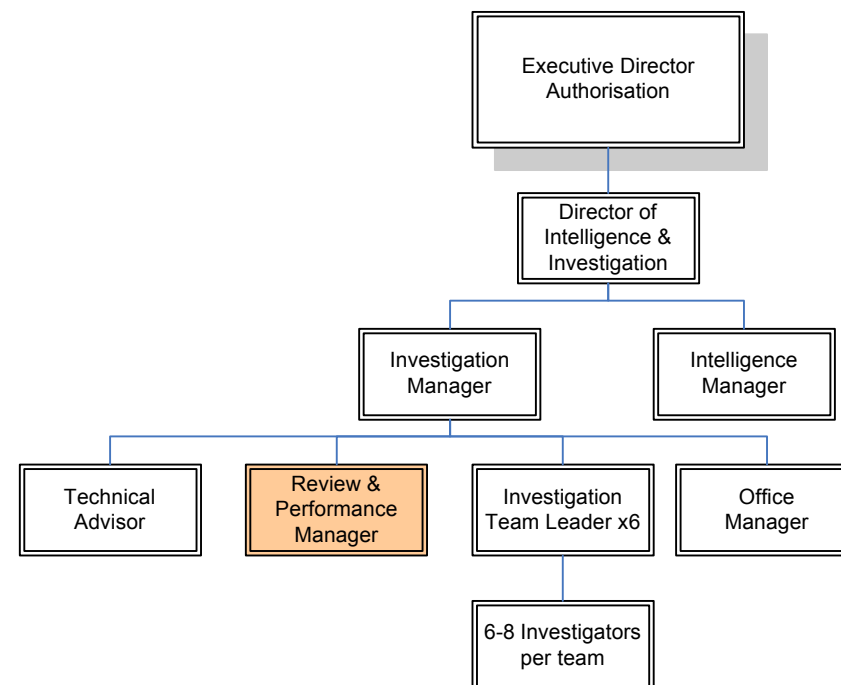 Executive Director
Authorisation
Director of
Intelligence &
Investigation
Investigation
Manager
Intelligence
Manager
Technical
Advisor
Review &
Performance
Manager
Investigation
Team Leader x6
Office
Manager
6-8 Investigators
per team